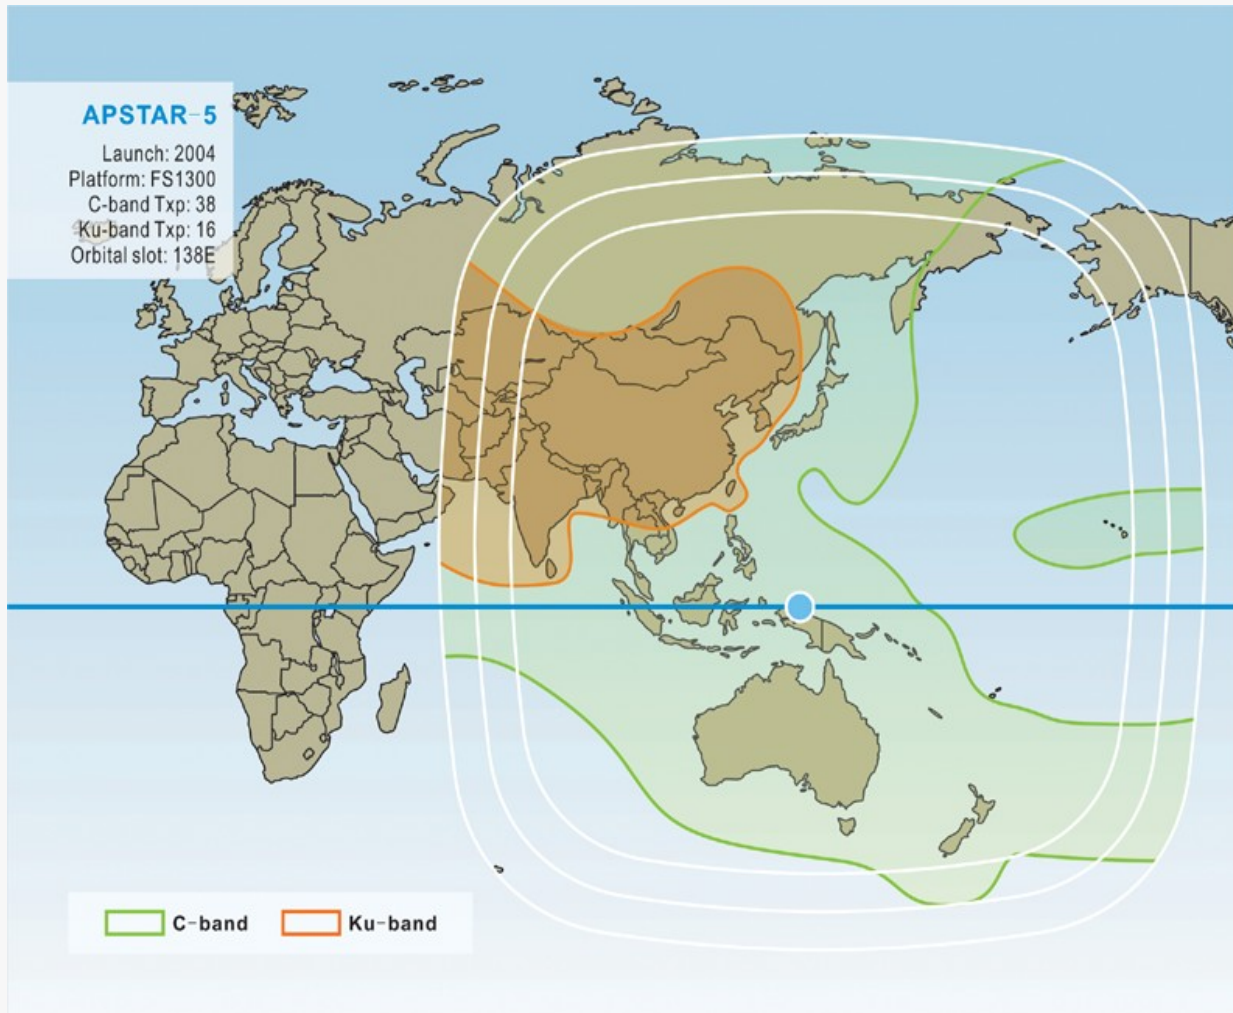 APSTAR-5
Launch: 2004
Platform: FS1300
C-band Txp: 38
Ku-band Txp: 16
Orbital slot: 138E
C-band
Ku-band